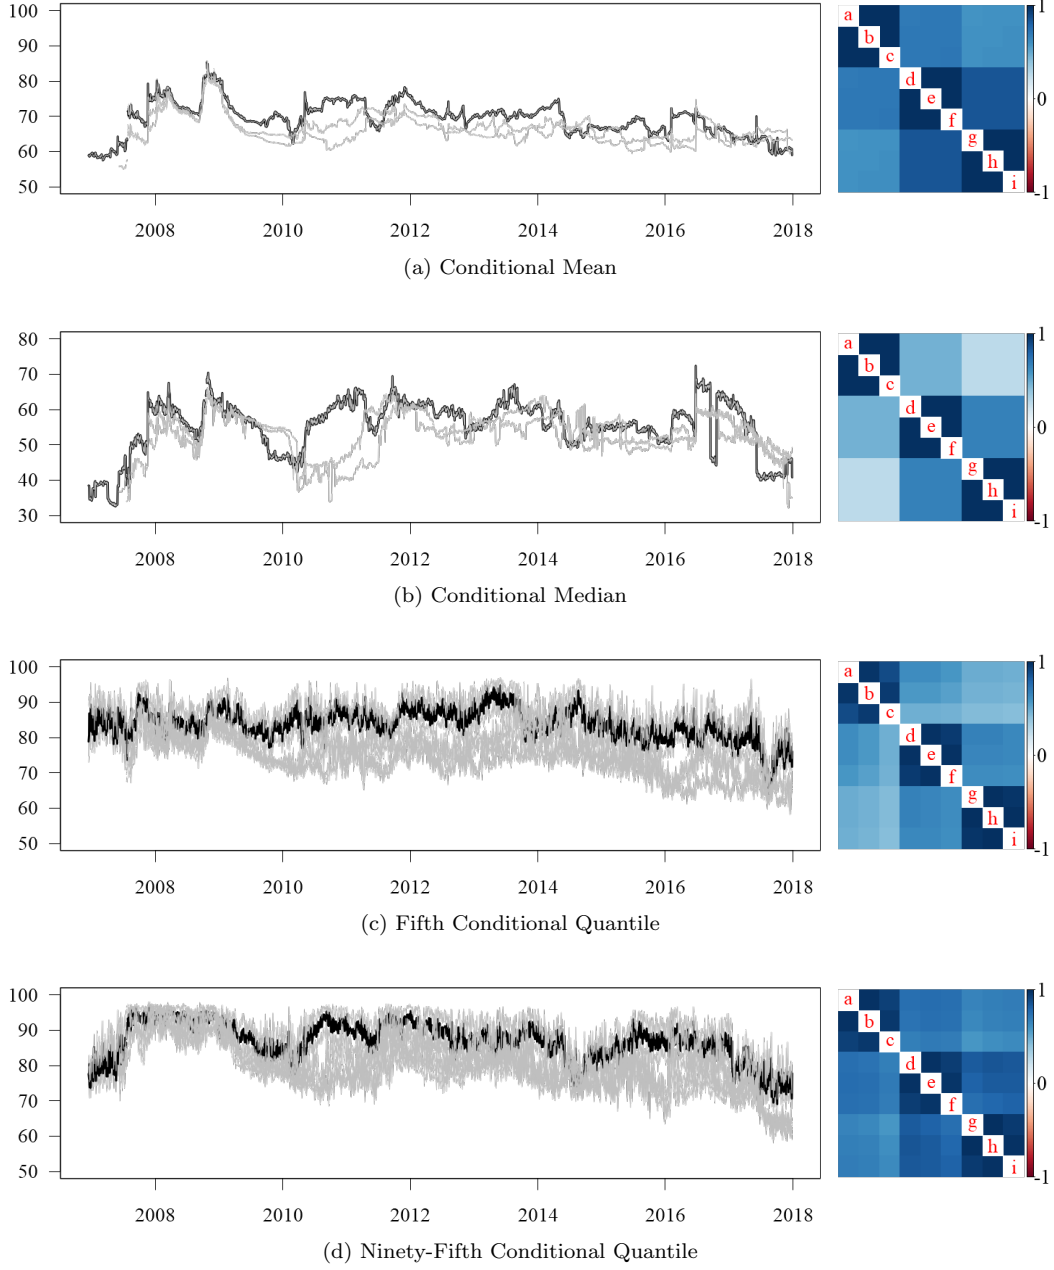 100
90
80
70
60
50
2008 2010 2012 2014 2016 2018
a
b
c
d
e
f
g
h
i
1
0
-1
(a) Conditional Mean
80
70
60
50
40
30
2008 2010 2012 2014 2016 2018
a
b
c
d
e
f
g
h
i
1
0
-1
(b) Conditional Median
100
90
80
70
60
50
2008 2010 2012 2014 2016 2018
a
b
c
d
e
f
g
h
i
1
0
-1
(c) Fifth Conditional Quantile
100
90
80
70
60
50
2008 2010 2012 2014 2016 2018
a
b
c
d
e
f
g
h
i
1
0
-1
(d) Ninety-Fifth Conditional Quantile